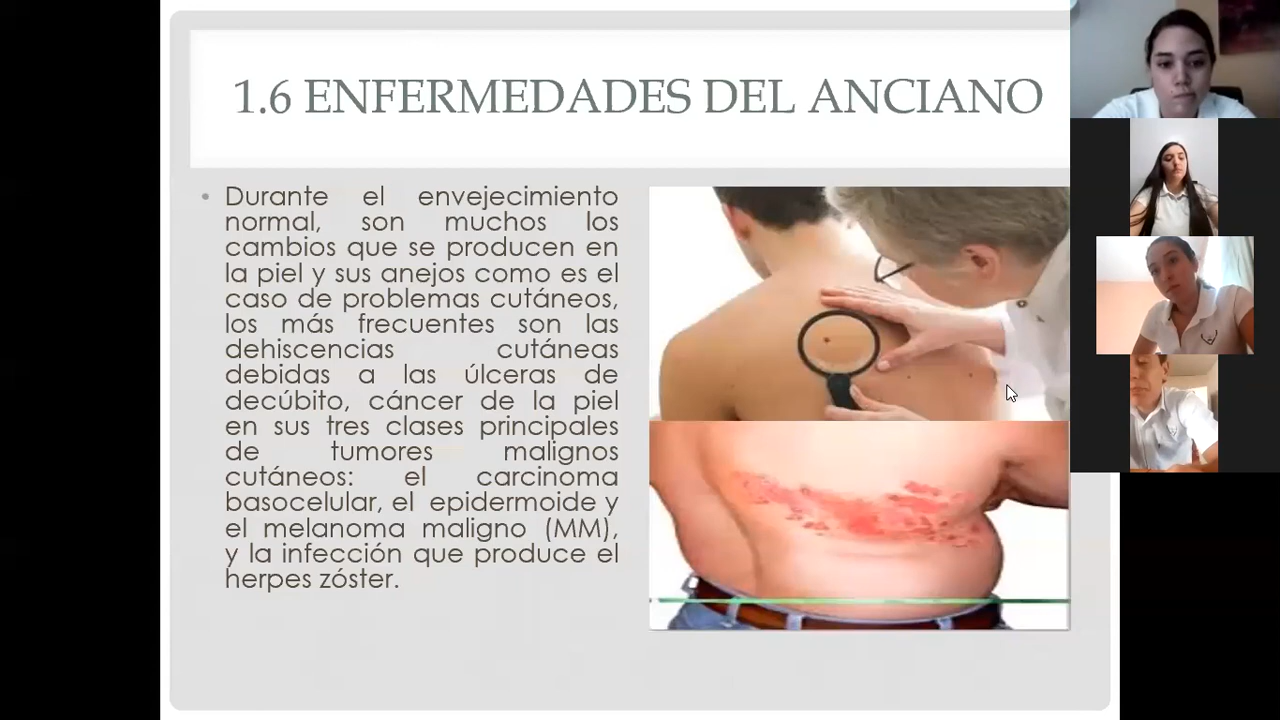 1.6 ENFERMEDADES DEL ANCIANO
• Durante el envejecimiento
normal, son muchos los
cambios que se producen en
la piel y sus anejos como es el
caso de problemas cutáneos,
los más frecuentes son las
dehiscencias cutáneas
debidas a las úlceras de
decúbito, cáncer de la piel
en sus tres clases principales
de tumores malignos
cutáneos: el carcinoma
basocelular, el epidermoide y
el melanoma maligno (MM),
y la infección que produce el
herpes zóster.